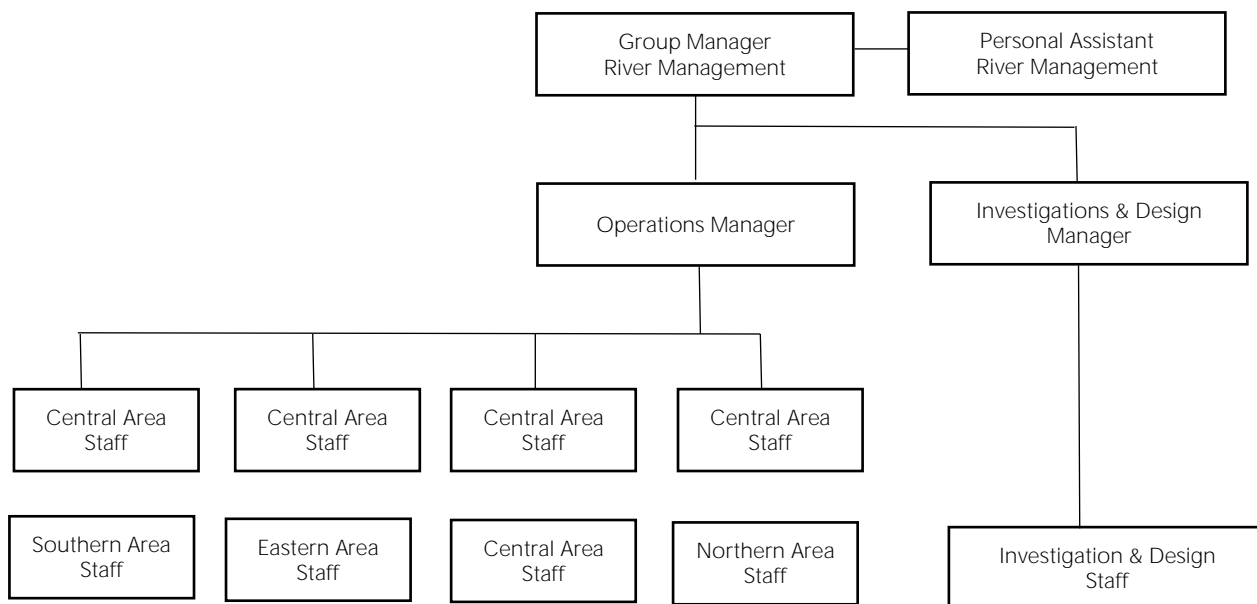 Group Manager
River Management
Personal Assistant
River Management
Operations Manager
Investigations & Design
Manager
Central Area
Staff
Central Area
Staff
Central Area
Staff
Central Area
Staff
Southern Area
Staff
Eastern Area
Staff
Central Area
Staff
Northern Area
Staff
Investigation & Design
Staff